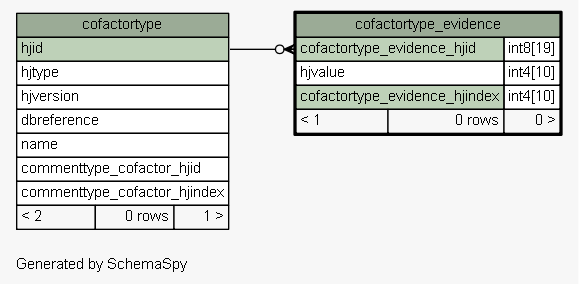 cofactortype
hjid
hjtype
hjversion
dbreference
name
commenttype_cofactor_hjid
commenttype_cofactor_hjindex
< 2 0 rows 1 >
cofactortype_evidence
cofactortype_evidence_hjid int8[19]
hjvalue int4[10]
cofactortype_evidence_hjindex int4[10]
< 1 0 rows 0 >
Generated by SchemaSpy